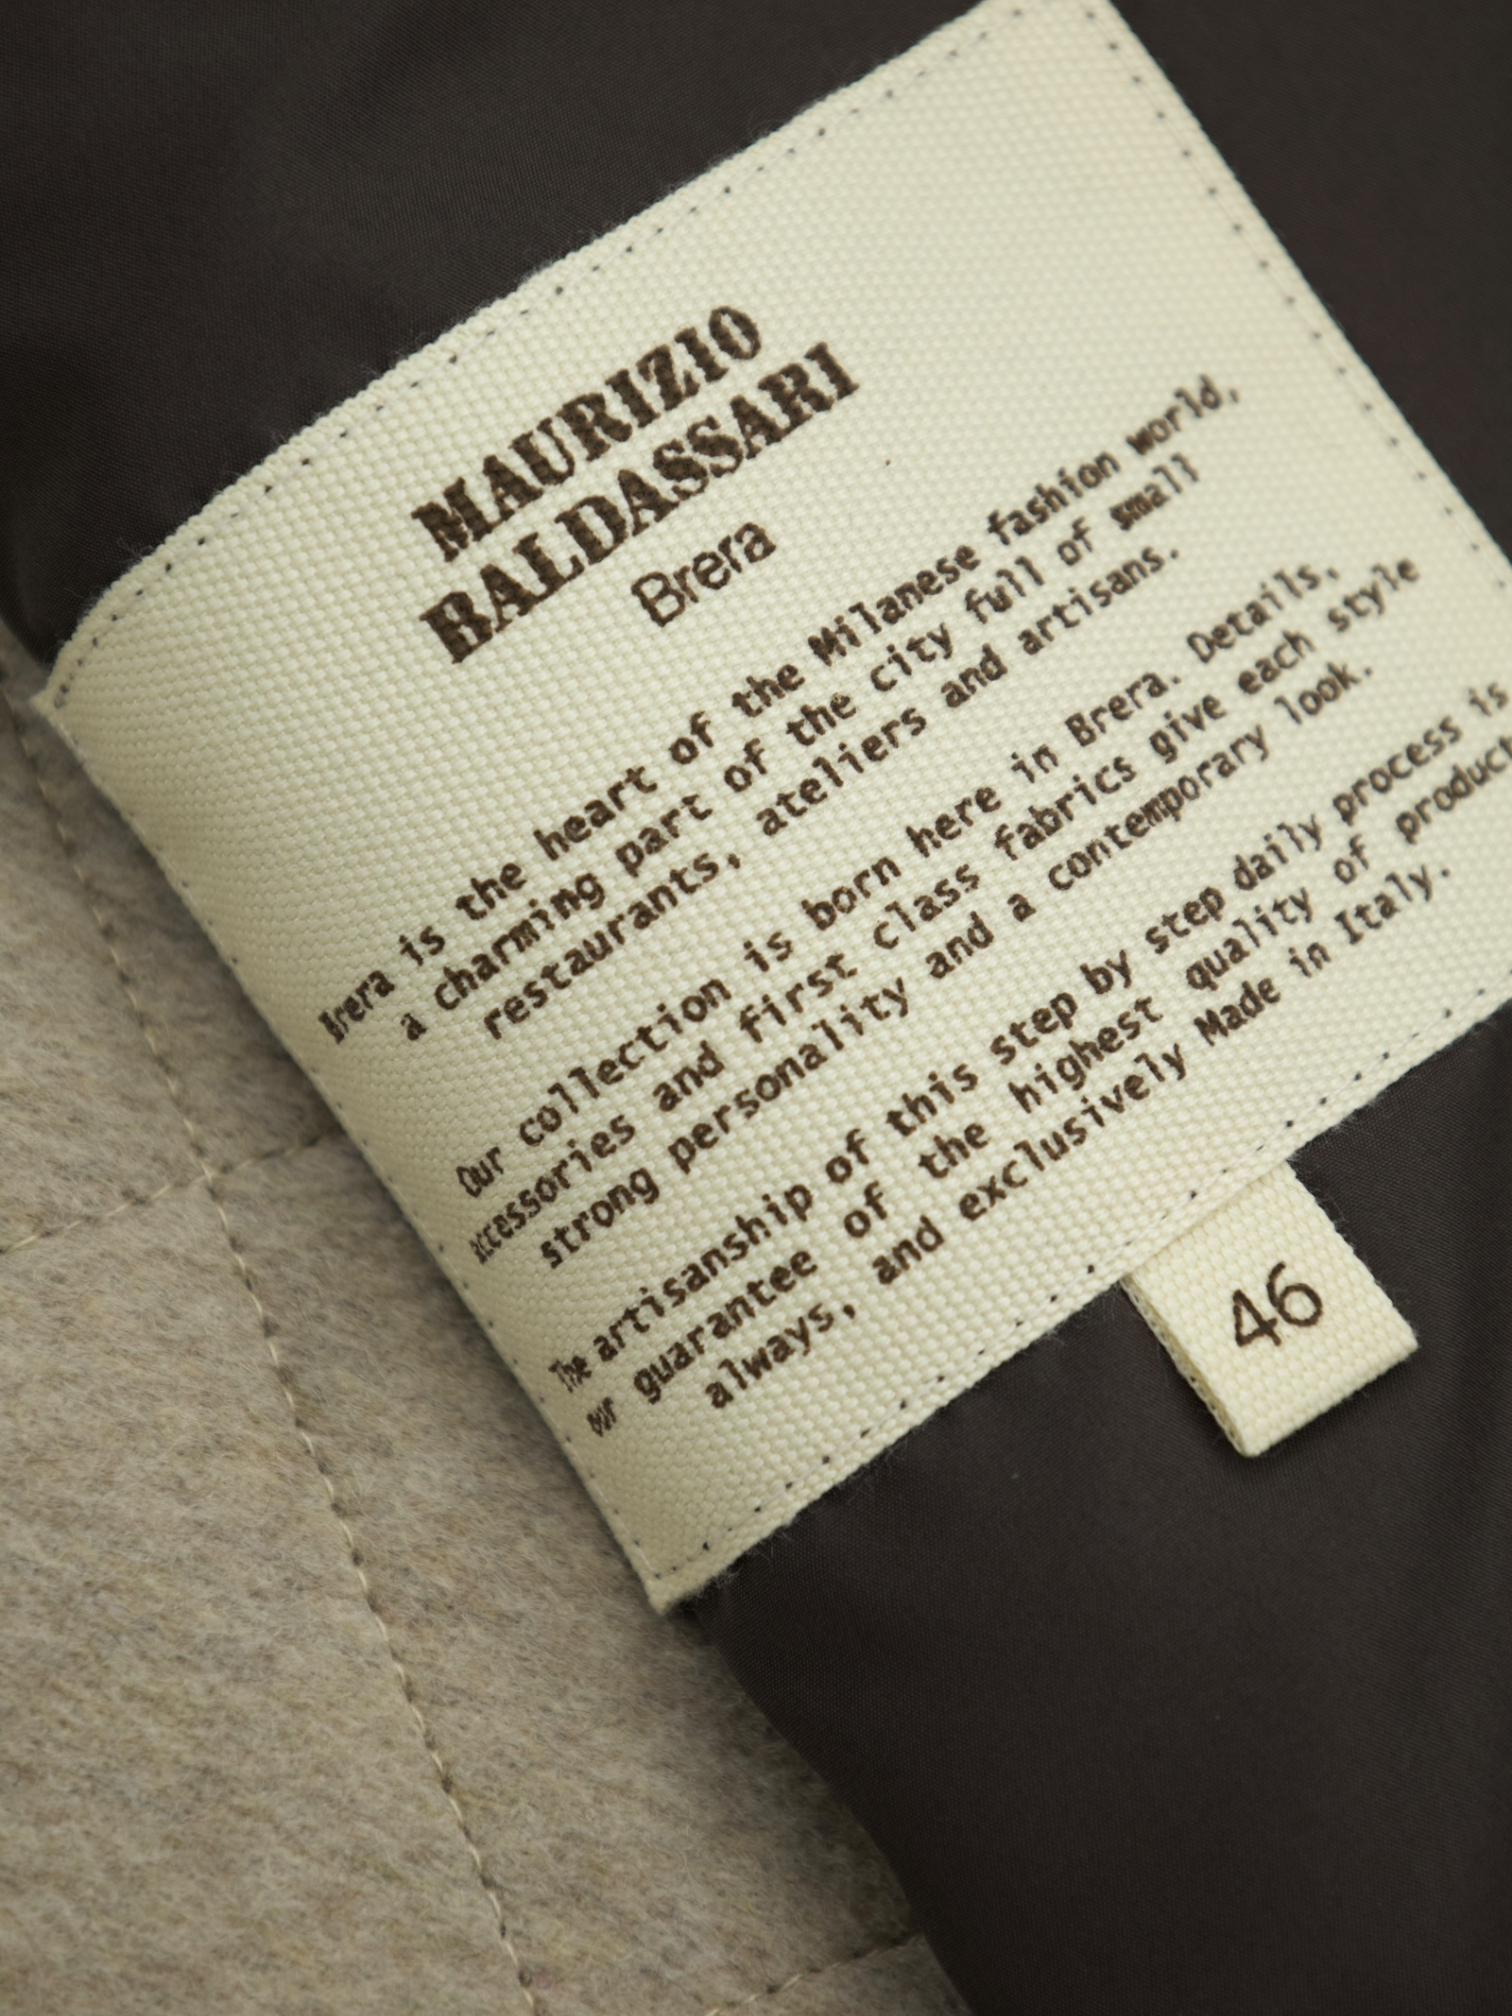 MAURIZIO
BALDASSARI
Brera
Brera is the heart of the Milanese fashion world,
a charming part of the city full of small
restaurants, ateliers and artisans.
Our collection is born here in Brera. Details,
accessories and first class fabrics give each style
strong personality and a contemporary look.
The artisanship of this step by step daily process is
our guarantee of the highest quality of product
always, and exclusively Made in Italy.
46